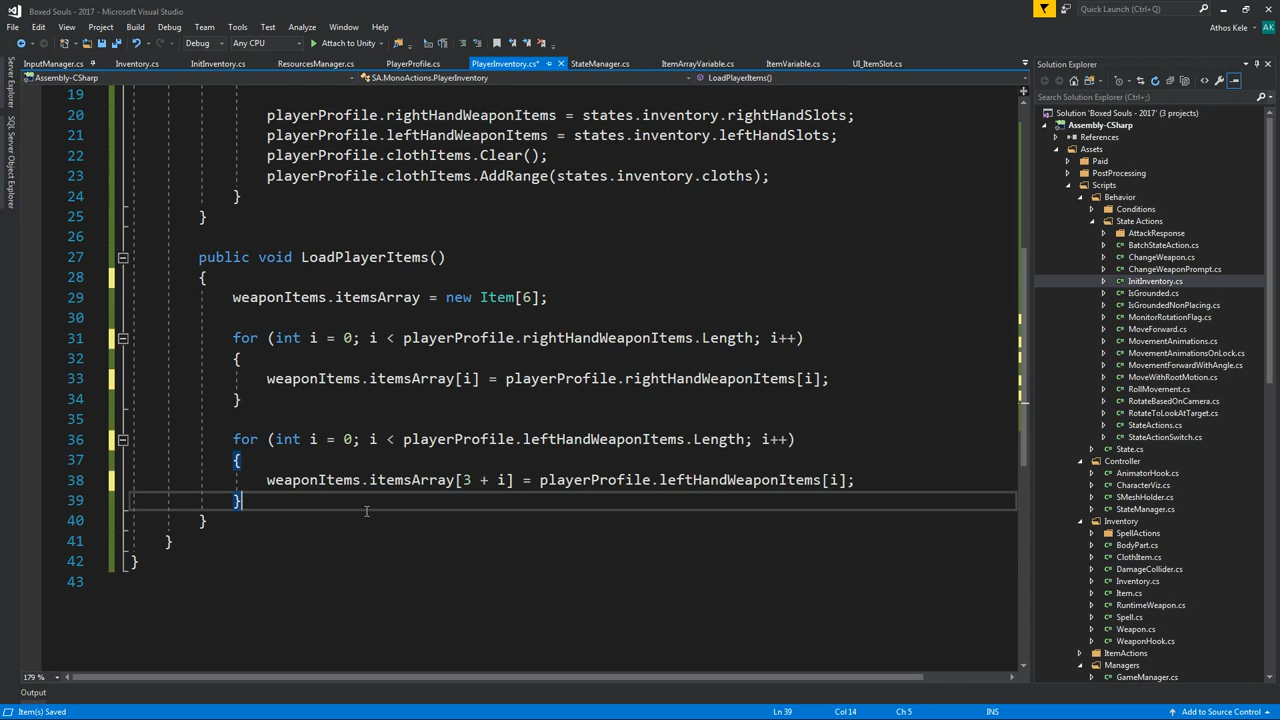 Boxed Souls - 2017 - Microsoft Visual Studio
Quick Launch (Ctrl+Q)
File Edit View Project Build Debug Team Tools Test Analyze Window Help
Athos Kele AK
Debug Any CPU Attach to Unity
InputManager.cs Inventory.cs InitInventory.cs ResourcesManager.cs PlayerProfile.cs PlayerInventory.cs* StateManager.cs ItemArrayVariable.cs ItemVariable.cs UI_ItemSlot.cs
Assembly-CSharp SA.MonoActions.PlayerInventory LoadPlayerItems()
Server Explorer
SQL Server Object Explorer
19
20 playerProfile.rightHandWeaponItems = states.inventory.rightHandSlots;
21 playerProfile.leftHandWeaponItems = states.inventory.leftHandSlots;
22 playerProfile.clothItems.Clear();
23 playerProfile.clothItems.AddRange(states.inventory.cloths);
24 }
25 }
26
27 public void LoadPlayerItems()
28 {
29 weaponItems.itemsArray = new Item[6];
30
31 for (int i = 0; i < playerProfile.rightHandWeaponItems.Length; i++)
32 {
33 weaponItems.itemsArray[i] = playerProfile.rightHandWeaponItems[i];
34 }
35
36 for (int i = 0; i < playerProfile.leftHandWeaponItems.Length; i++)
37 {
38 weaponItems.itemsArray[3 + i] = playerProfile.leftHandWeaponItems[i];
39 }
40 }
41 }
42 }
43
179 %
Output
Item(s) Saved Ln 39 Col 14 Ch 5 INS Add to Source Control
Solution Explorer
Search Solution Explorer (Ctrl+;)
Solution 'Boxed Souls - 2017' (3 projects)
Assembly-CSharp
References
Assets
Paid
PostProcessing
Scripts
Behavior
Conditions
State Actions
AttackResponse
BatchStateAction.cs
ChangeWeapon.cs
ChangeWeaponPrompt.cs
InitInventory.cs
IsGrounded.cs
IsGroundedNonPlacing.cs
MonitorRotationFlag.cs
MoveForward.cs
MovementAnimations.cs
MovementAnimationsOnLock.cs
MovementForwardWithAngle.cs
MoveWithRootMotion.cs
RollMovement.cs
RotateBasedOnCamera.cs
RotateToLookAtTarget.cs
StateActions.cs
StateActionSwitch.cs
State.cs
Controller
AnimatorHook.cs
CharacterViz.cs
SMeshHolder.cs
StateManager.cs
Inventory
SpellActions
BodyPart.cs
ClothItem.cs
DamageCollider.cs
Inventory.cs
Item.cs
RuntimeWeapon.cs
Spell.cs
Weapon.cs
WeaponHook.cs
ItemActions
Managers
GameManager.cs